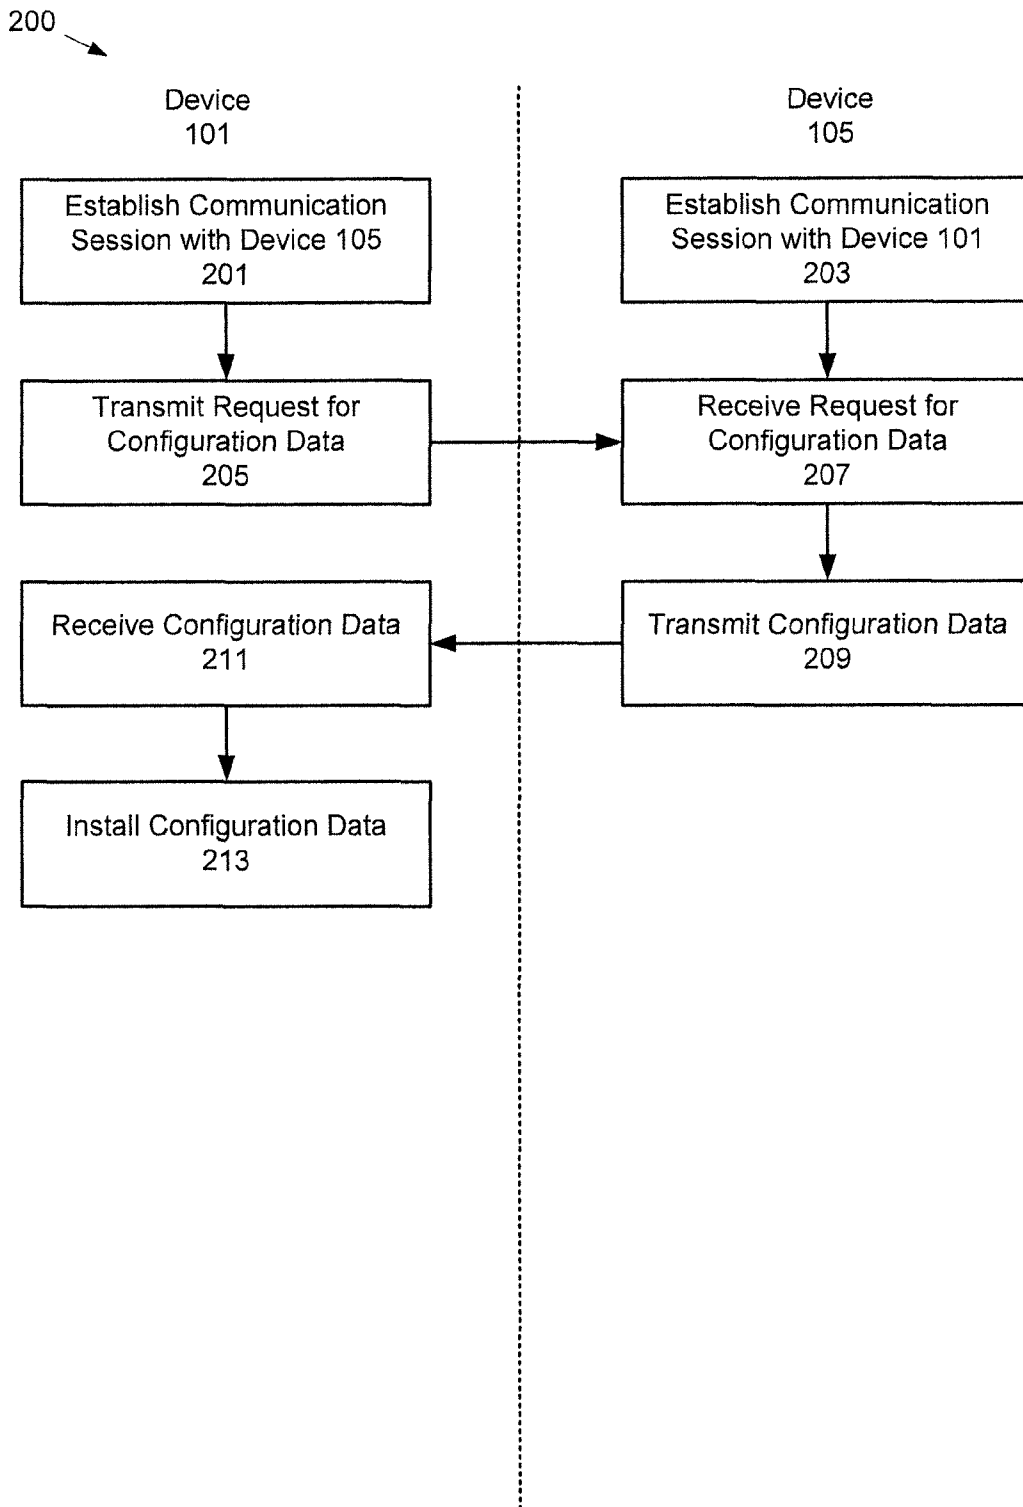 200
Device
101
Device
105
Establish Communication
Session with Device 105
201
Establish Communication
Session with Device 101
203
Transmit Request for
Configuration Data
205
Receive Request for
Configuration Data
207
Receive Configuration Data
211
Transmit Configuration Data
209
Install Configuration Data
213